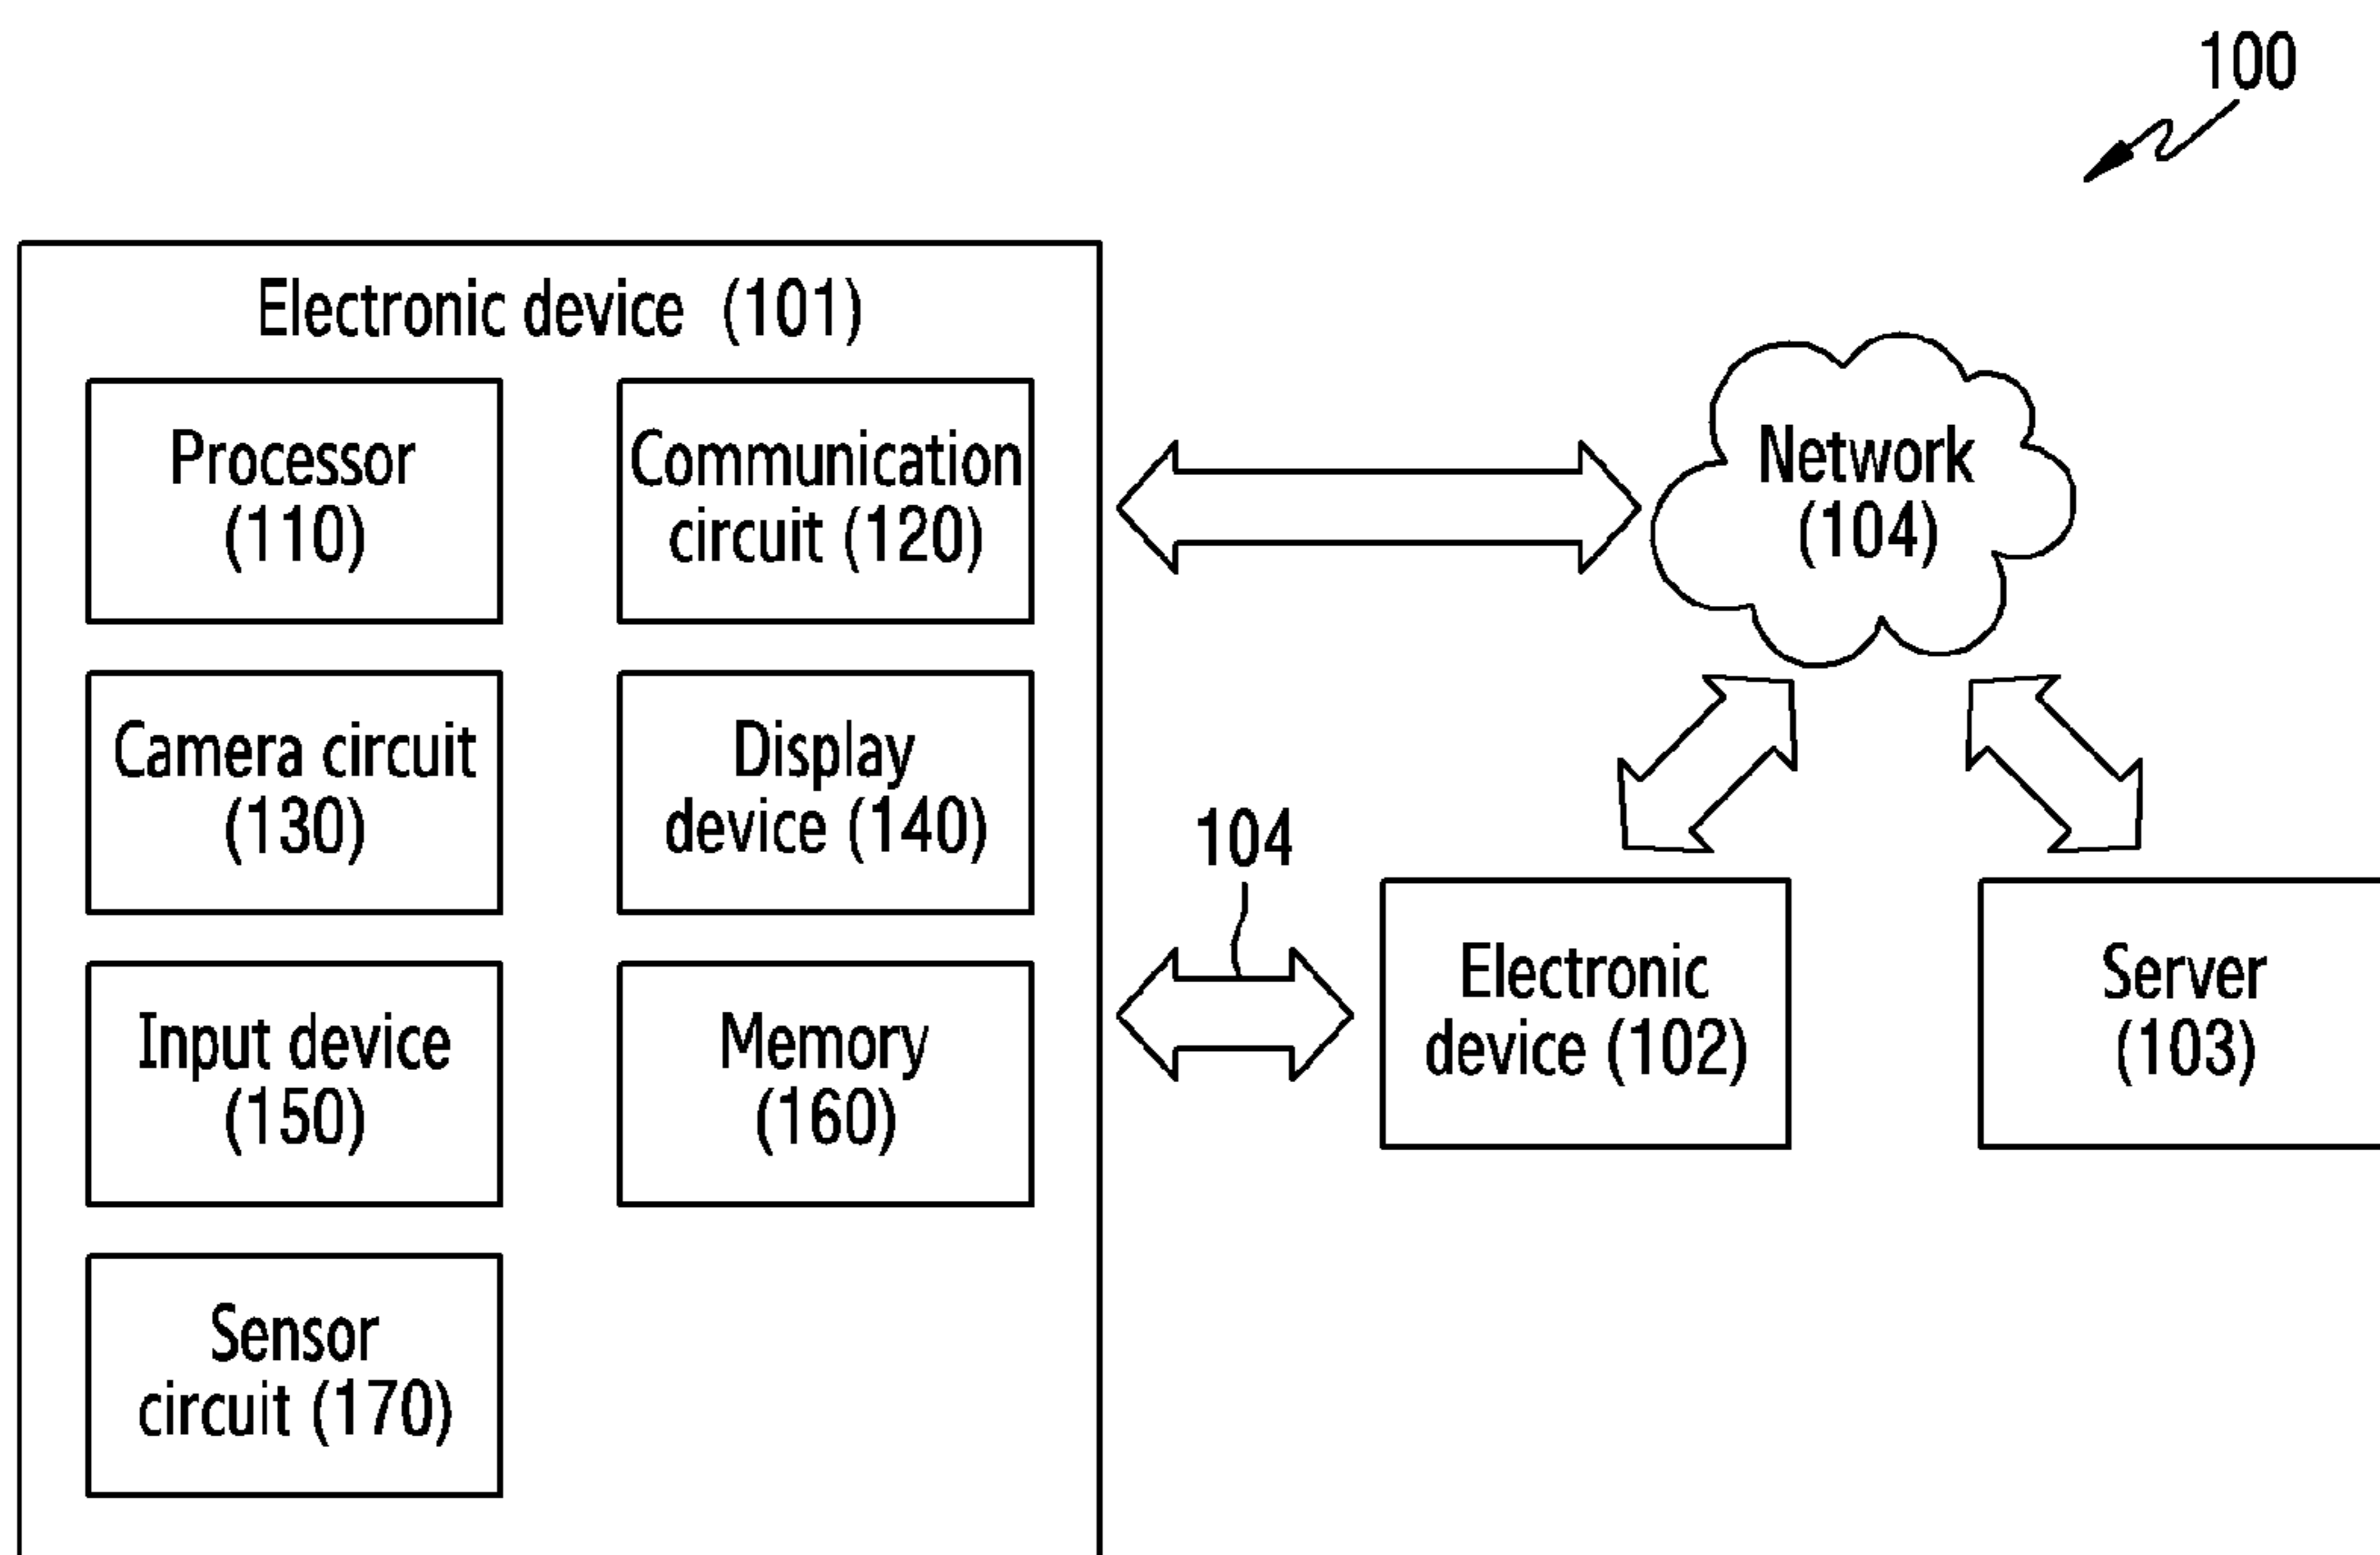 100
Electronic device (101)
Processor
(110)
Communication
circuit (120)
Network
(104)
Camera circuit
(130)
Display
device (140)
104
Input device
(150)
Memory
(160)
Electronic
device (102)
Server
(103)
Sensor
circuit (170)